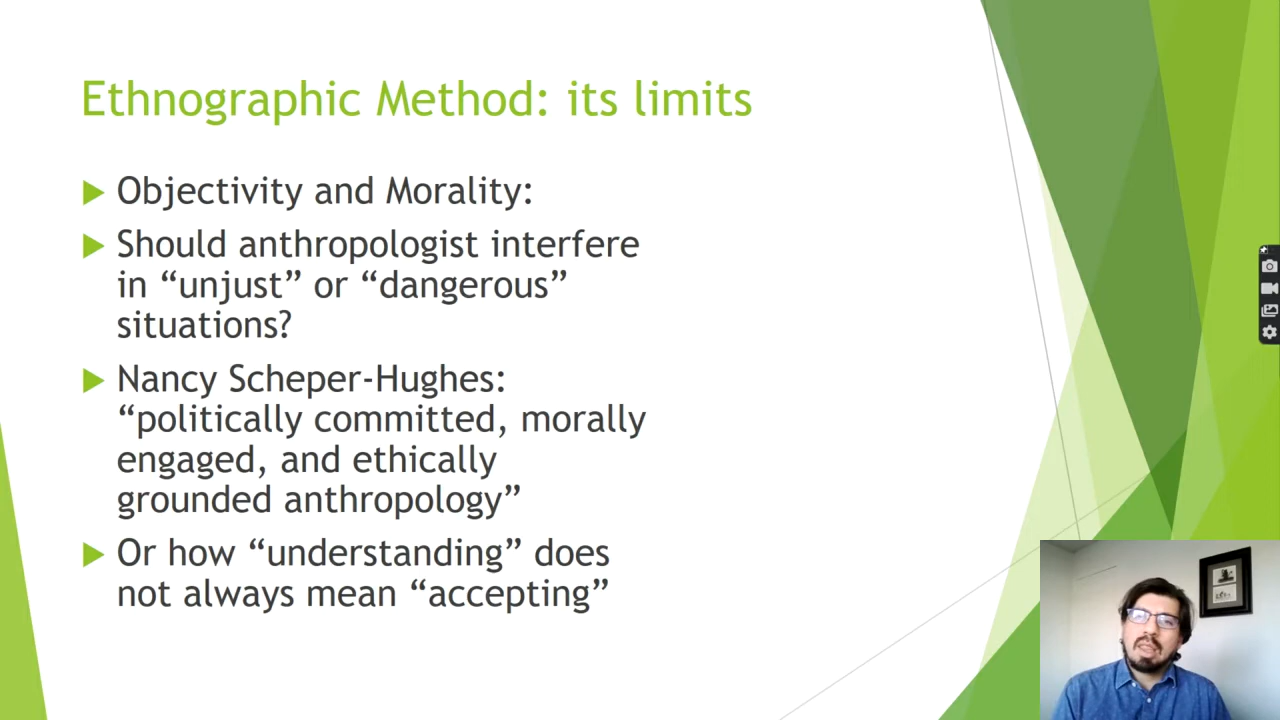 Ethnographic Method: its limits
Objectivity and Morality:
Should anthropologist interfere
in “unjust” or “dangerous”
situations?
Nancy Scheper-Hughes:
“politically committed, morally
engaged, and ethically
grounded anthropology”
Or how “understanding” does
not always mean “accepting”